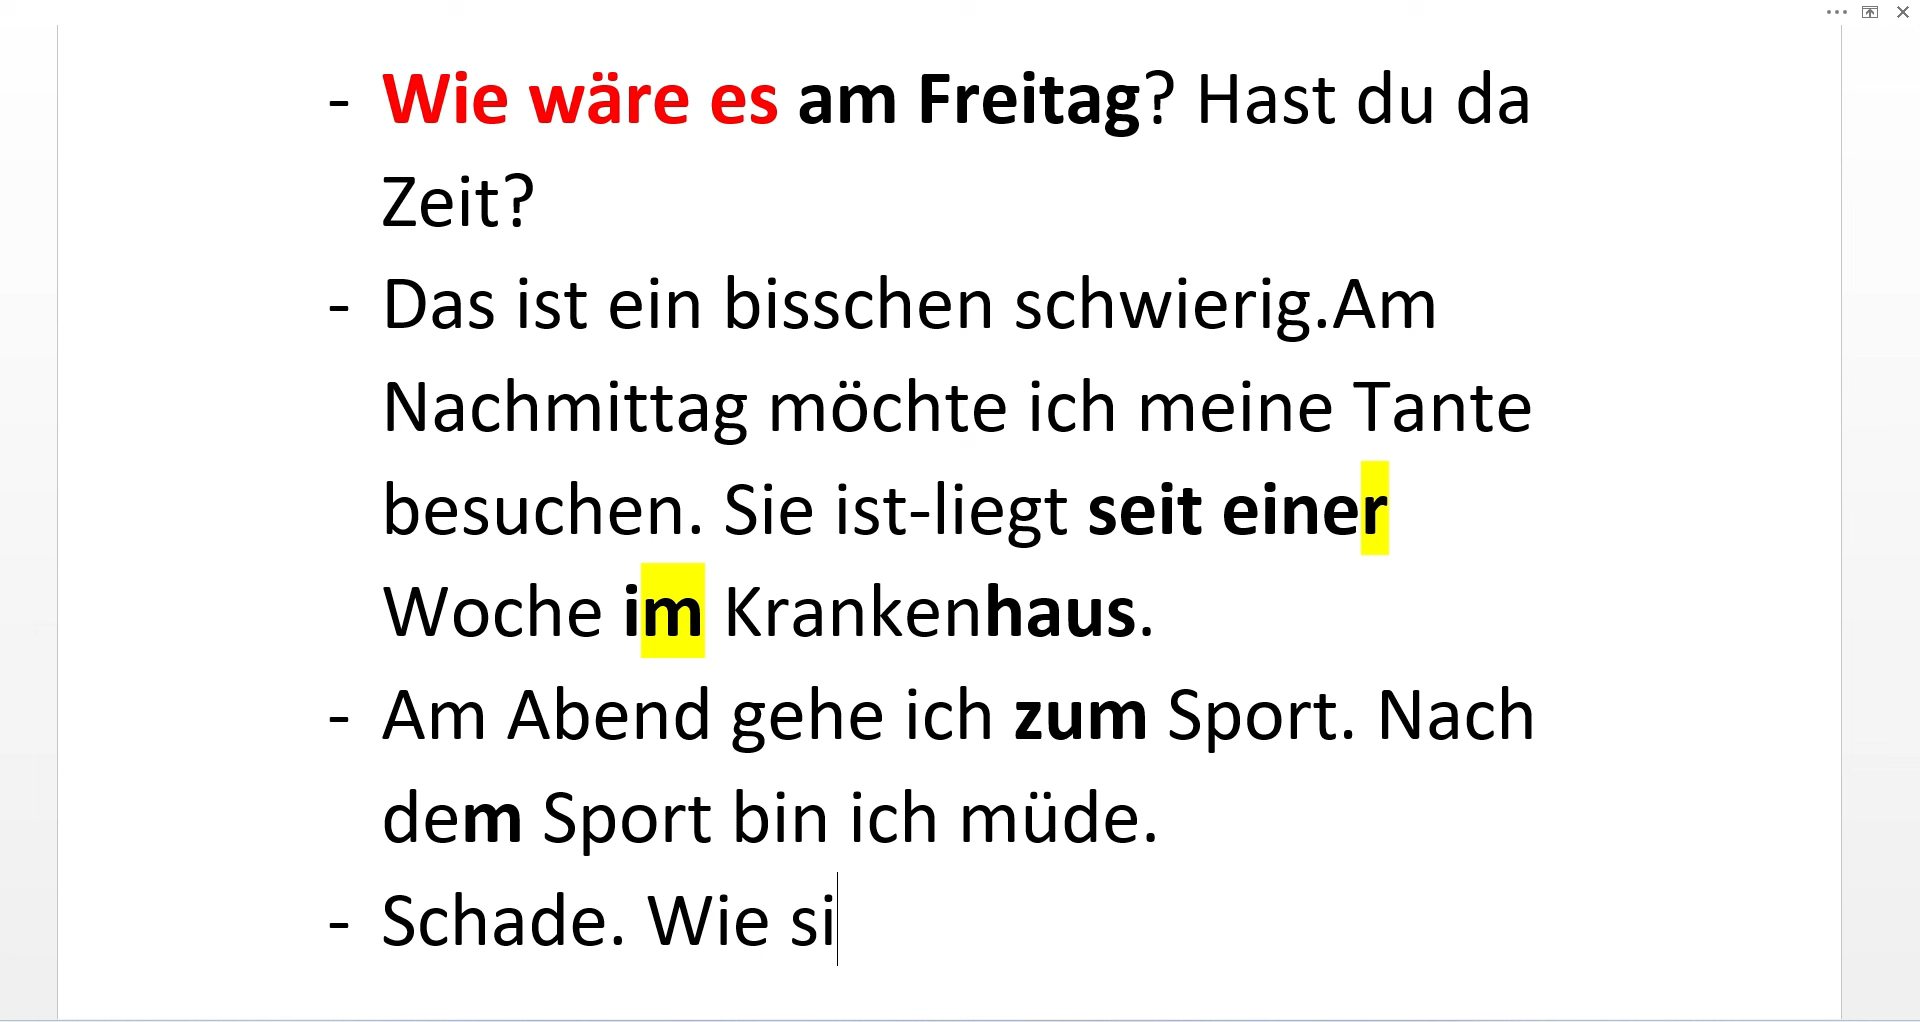 - Wie wäre es am Freitag? Hast du da
Zeit?
- Das ist ein bisschen schwierig.Am
Nachmittag möchte ich meine Tante
besuchen. Sie ist-liegt seit einer
Woche im Krankenhaus.
- Am Abend gehe ich zum Sport. Nach
dem Sport bin ich müde.
- Schade. Wie si